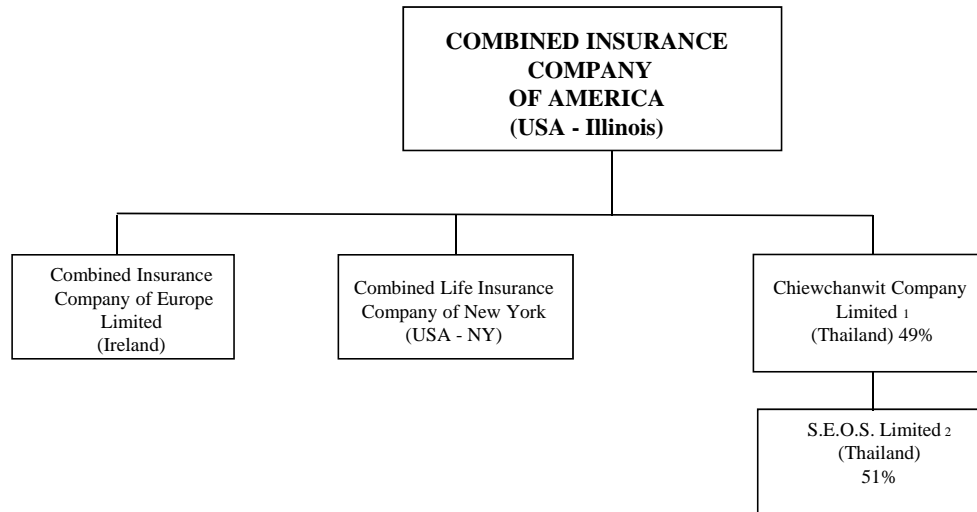 COMBINED INSURANCE
COMPANY
OF AMERICA
(USA - Illinois)
Combined Insurance
Company of Europe
Limited
(Ireland)
Combined Life Insurance
Company of New York
(USA - NY)
Chiewchanwit Company
Limited 1
(Thailand) 49%
S.E.O.S. Limited 2
(Thailand)
51%